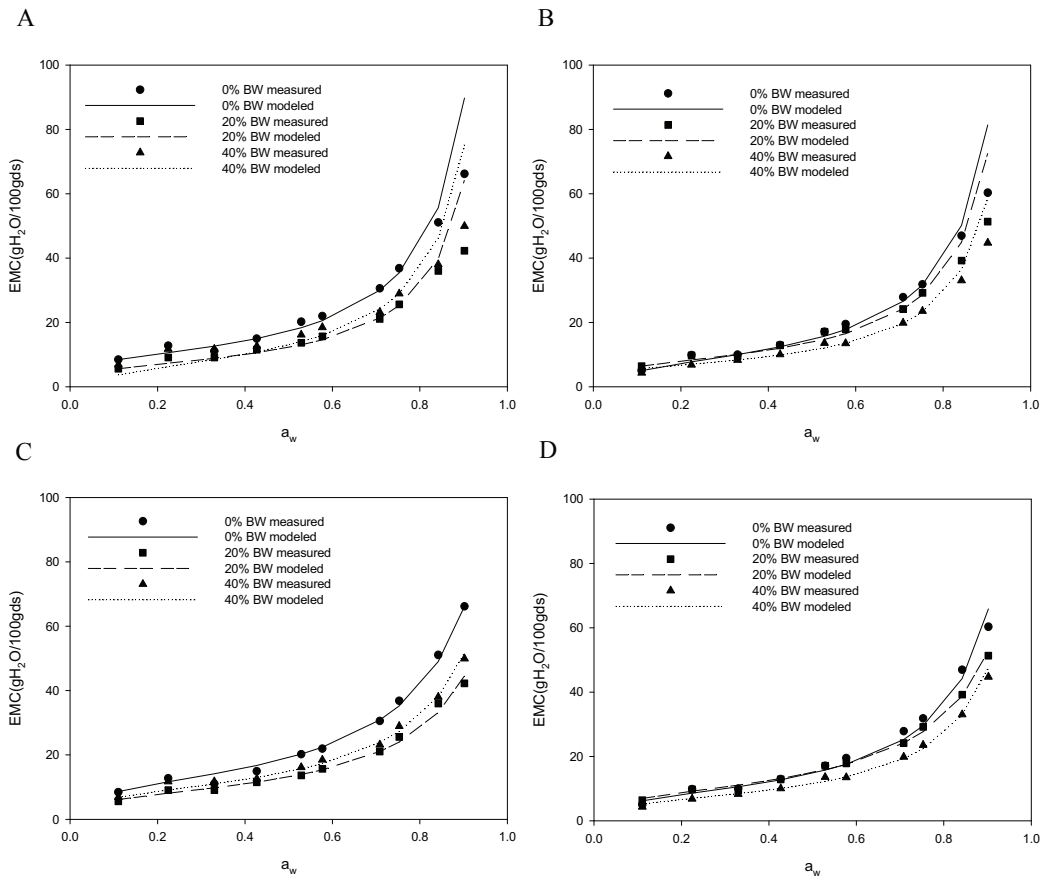 A
EMC(gH₂O/100gds)
100
80
60
40
20
0
0% BW measured
0% BW modeled
20% BW measured
20% BW modeled
40% BW measured
40% BW modeled
0.0 0.2 0.4 0.6 0.8 1.0
a_w
B
EMC(gH₂O/100gds)
100
80
60
40
20
0
0% BW measured
0% BW modeled
20% BW measured
20% BW modeled
40% BW measured
40% BW modeled
0.0 0.2 0.4 0.6 0.8 1.0
a_w
C
EMC(gH₂O/100gds)
100
80
60
40
20
0
0% BW measured
0% BW modeled
20% BW measured
20% BW modeled
40% BW measured
40% BW modeled
0.0 0.2 0.4 0.6 0.8 1.0
a_w
D
EMC(gH₂O/100gds)
100
80
60
40
20
0
0% BW measured
0% BW modeled
20% BW measured
20% BW modeled
40% BW measured
40% BW modeled
0.0 0.2 0.4 0.6 0.8 1.0
a_w